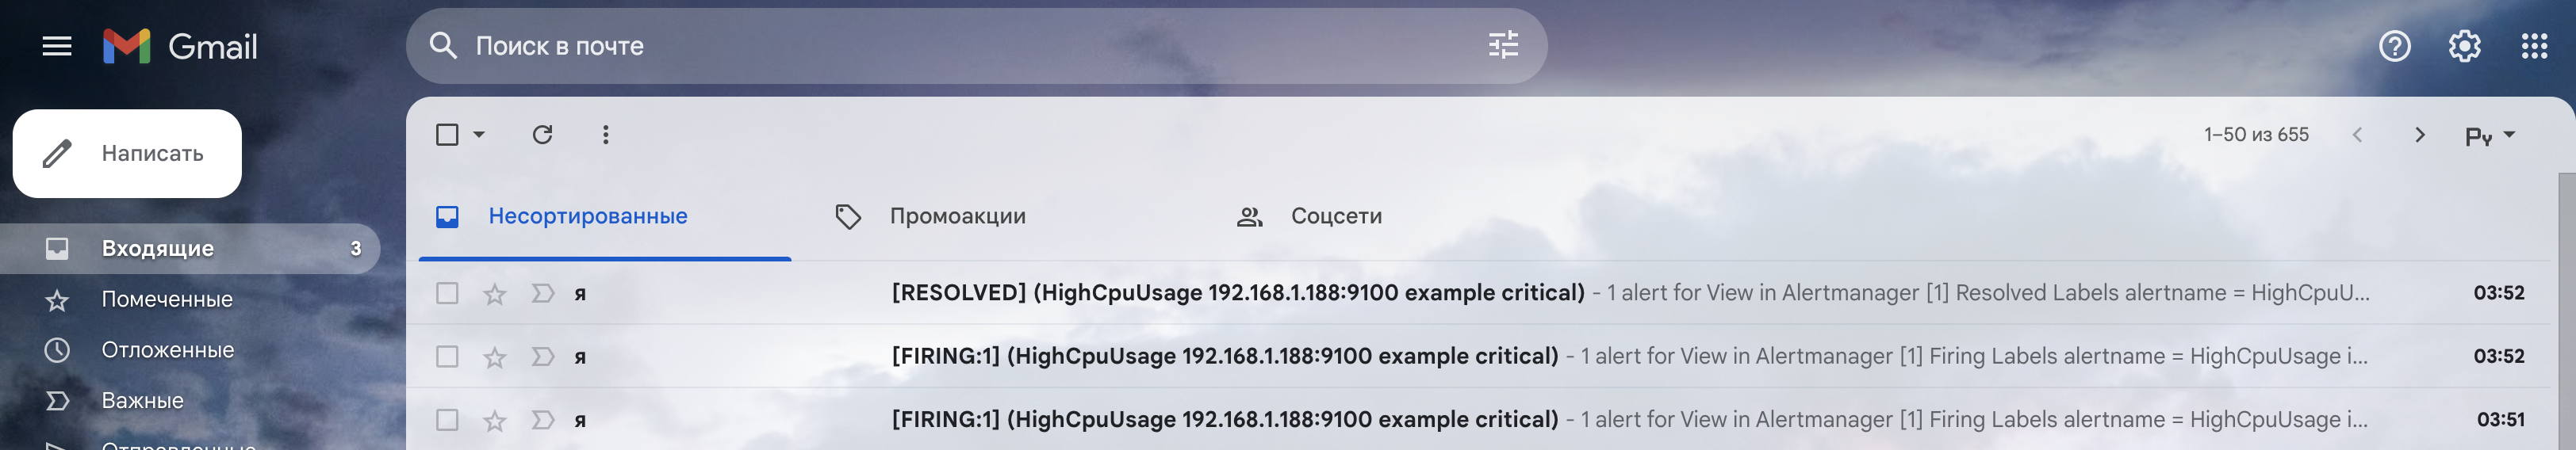 Gmail
Поиск в почте
Написать
1–50 из 655
Ру
Несортированные
Промоакции
Соцсети
Входящие 3
Помеченные
Отложенные
Важные
Отправленные
я [RESOLVED] (HighCpuUsage 192.168.1.188:9100 example critical) - 1 alert for View in Alertmanager [1] Resolved Labels alertname = HighCpuU... 03:52
я [FIRING:1] (HighCpuUsage 192.168.1.188:9100 example critical) - 1 alert for View in Alertmanager [1] Firing Labels alertname = HighCpuUsage i... 03:52
я [FIRING:1] (HighCpuUsage 192.168.1.188:9100 example critical) - 1 alert for View in Alertmanager [1] Firing Labels alertname = HighCpuUsage i... 03:51